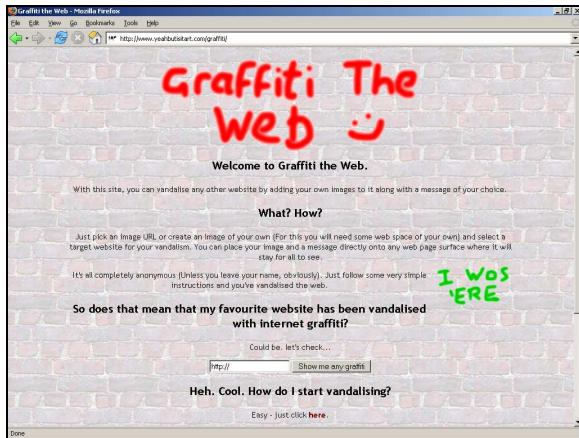 Graffiti the Web - Mozilla Firefox
File Edit View Go Bookmarks Tools Help
http://www.yeahbutisitart.com/graffiti/
Graffiti The
Web :)
Welcome to Graffiti the Web.
With this site, you can vandalise any other website by adding your own images to it along with a message of your choice.
What? How?
Just pick an image URL or create an image of your own (For this you will need some web space of your own) and select a
target website for your vandalism. You can place your image and a message directly onto any web page surface where it will
stay for all to see.
It's all completely anonymous (Unless you leave your name, obviously). Just follow some very simple
instructions and you've vandalised the web.
I WOS
'ERE
So does that mean that my favourite website has been vandalised
with internet graffiti?
Could be. let's check...
http://
Show me any graffiti
Heh. Cool. How do I start vandalising?
Easy - just click here.
Done